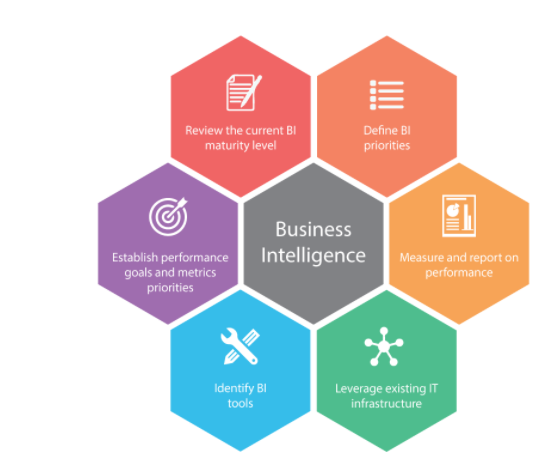 Review the current BI
maturity level
Define BI
priorities
Establish performance
goals and metrics
priorities
Business
Intelligence
Measure and report on
performance
Identify BI
tools
Leverage existing IT
infrastructure